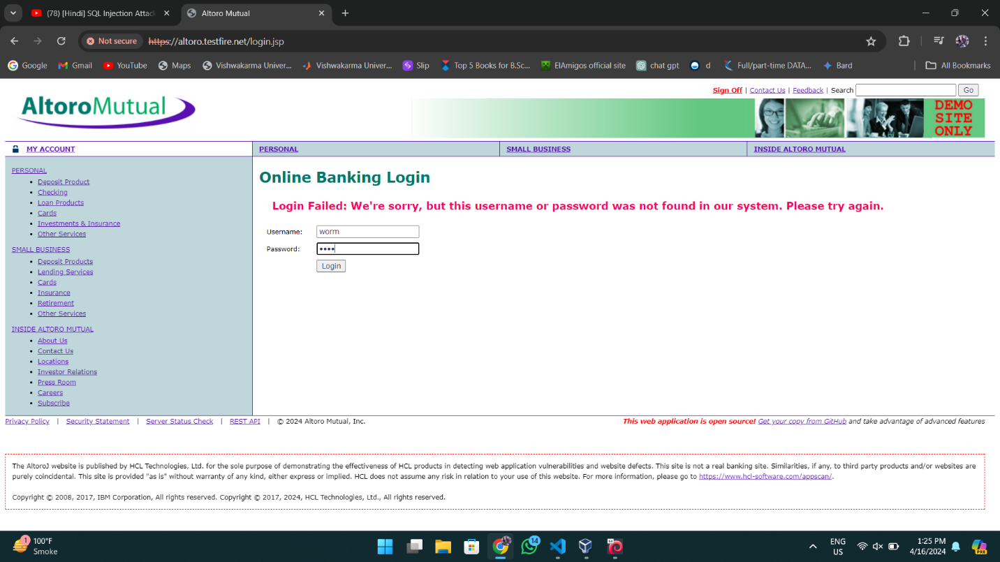 (78) [Hindi] SQL Injection Attac
Altoro Mutual
Not secure
https://altoro.testfire.net/login.jsp
Google
Gmail
YouTube
Maps
Vishwakarma Univer...
Vishwakarma Univer...
Slip
Top 5 Books for B.Sc...
ElAmigos official site
chat gpt
d
Full/part-time DATA...
Bard
All Bookmarks
AltoroMutual
Sign Off | Contact Us | Feedback | Search
Go
DEMO
SITE
ONLY
MY ACCOUNT
PERSONAL
SMALL BUSINESS
INSIDE ALTORO MUTUAL
PERSONAL
Deposit Product
Checking
Loan Products
Cards
Investments & Insurance
Other Services
SMALL BUSINESS
Deposit Products
Lending Services
Cards
Insurance
Retirement
Other Services
INSIDE ALTORO MUTUAL
About Us
Contact Us
Locations
Investor Relations
Press Room
Careers
Subscribe
Online Banking Login
Login Failed: We're sorry, but this username or password was not found in our system. Please try again.
Username: worm
Password: ••••
Login
Privacy Policy | Security Statement | Server Status Check | REST API | © 2024 Altoro Mutual, Inc.
This web application is open source! Get your copy from GitHub and take advantage of advanced features
The AltoroJ website is published by HCL Technologies, Ltd. for the sole purpose of demonstrating the effectiveness of HCL products in detecting web application vulnerabilities and website defects. This site is not a real banking site. Similarities, if any, to third party products and/or websites are
purely coincidental. This site is provided "as is" without warranty of any kind, either express or implied. HCL does not assume any risk in relation to your use of this website. For more information, please go to https://www.hcl-software.com/appscan/.
Copyright © 2008, 2017, IBM Corporation, All rights reserved. Copyright © 2017, 2024, HCL Technologies, Ltd., All rights reserved.
1
100°F
Smoke
14
ENG
US
1:25 PM
4/16/2024
PRE